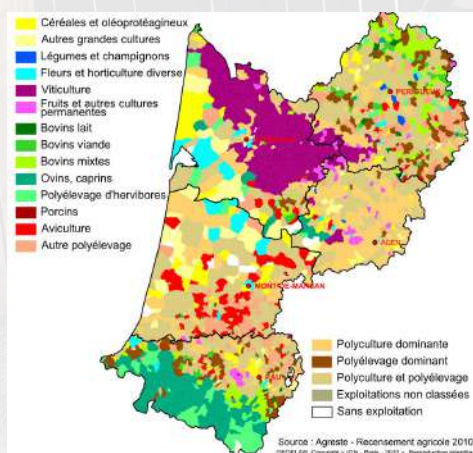 Céréales et oléoprotéagineux
Autres grandes cultures
Légumes et champignons
Fleurs et horticulture diverse
Viticulture
Fruits et autres cultures
permanentes
Bovins lait
Bovins viande
Bovins mixtes
Ovins, caprins
Polyélevage d'hervibores
Porcins
Aviculture
Autre polyélevage
PERIGUEUX
AGEN
MONT-DE-MARSAN
PAU
Polyculture dominante
Polyélevage dominant
Polyculture et polyélevage
Exploitations non classées
Sans exploitation
Source : Agreste - Recensement agricole 2010